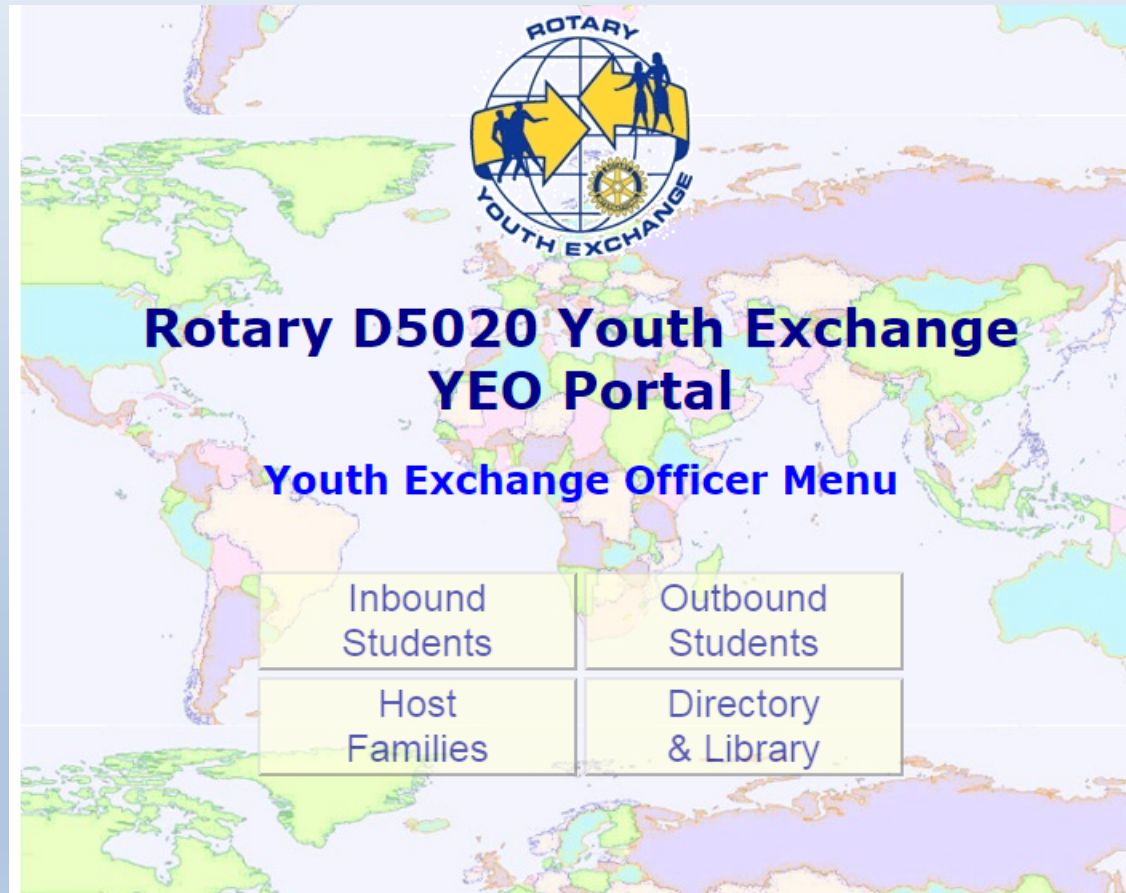 ROTARY
YOUTH EXCHANGE
Rotary D5020 Youth Exchange
YEO Portal
Youth Exchange Officer Menu
Inbound
Students
Outbound
Students
Host
Families
Directory
& Library